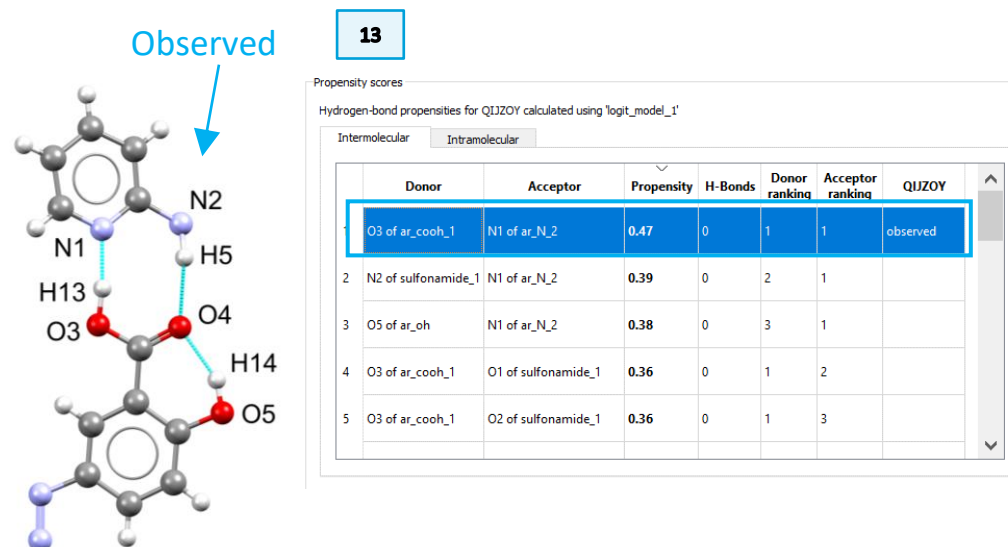 Observed
13
N2
N1
H5
H13
O4
O3
H14
O5
Propensity scores
Hydrogen-bond propensities for QIJZOY calculated using 'logit_model_1'
Intermolecular Intramolecular
Donor Acceptor Propensity H-Bonds Donor ranking Acceptor ranking QIJZOY
1 O3 of ar_cooh_1 N1 of ar_N_2 0.47 0 1 1 observed
2 N2 of sulfonamide_1 N1 of ar_N_2 0.39 0 2 1
3 O5 of ar_oh N1 of ar_N_2 0.38 0 3 1
4 O3 of ar_cooh_1 O1 of sulfonamide_1 0.36 0 1 2
5 O3 of ar_cooh_1 O2 of sulfonamide_1 0.36 0 1 3